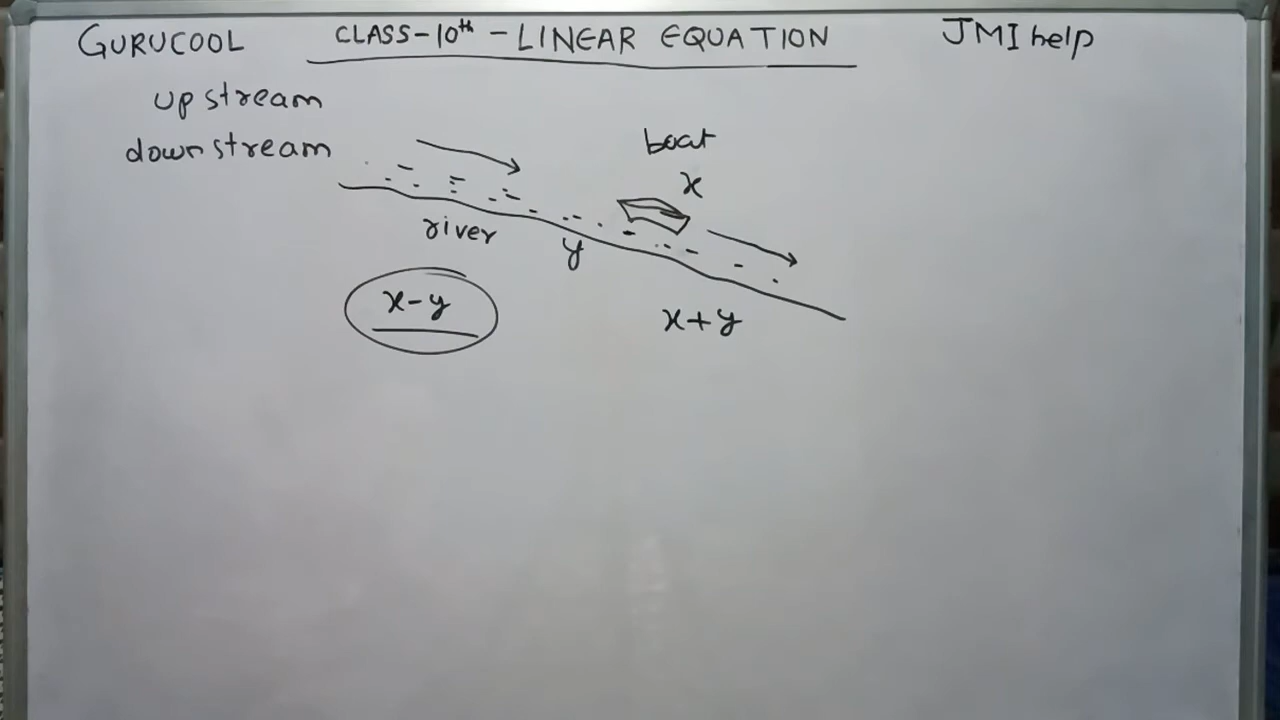 GURUCOOL CLASS-10th - LINEAR EQUATION JMI help
up stream
down stream
boat
x
river
y
x-y
x+y